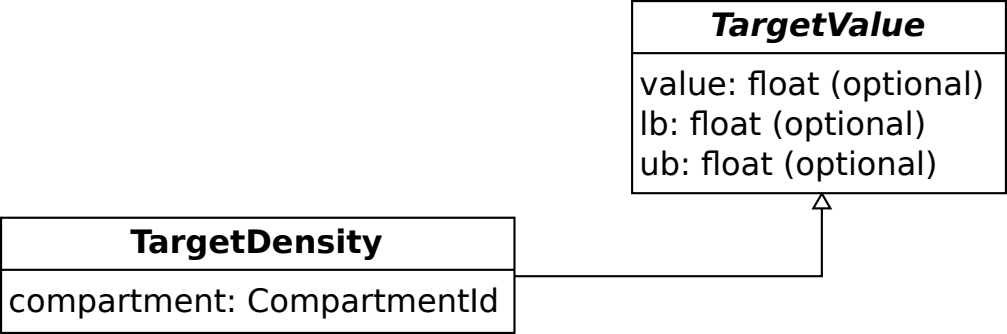 TargetValue
value: float (optional)
lb: float (optional)
ub: float (optional)
TargetDensity
compartment: CompartmentId